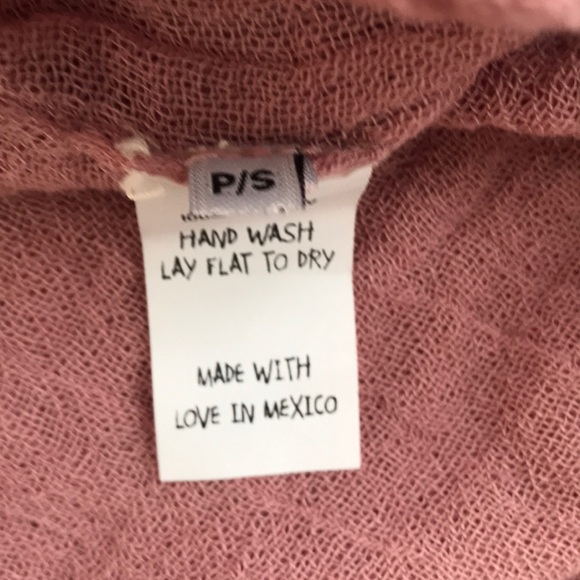 P/S
HAND WASH
LAY FLAT TO DRY
MADE WITH
LOVE IN MEXICO